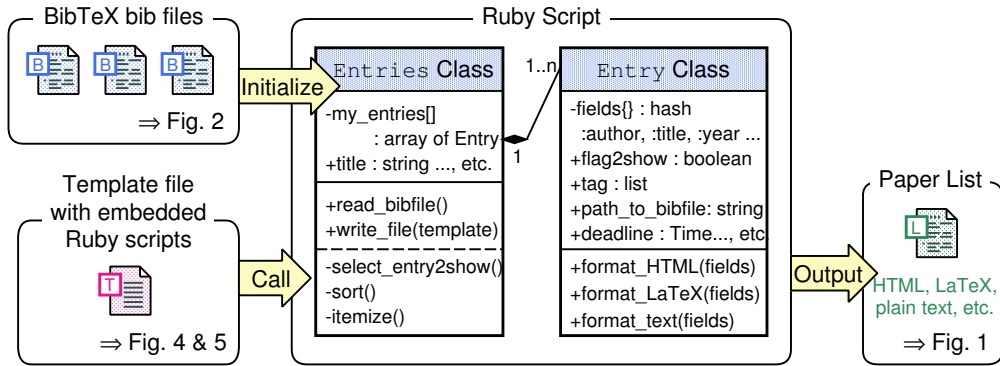 BibTeX bib files
B B B
⇒ Fig. 2
Initialize
Template file
with embedded
Ruby scripts
T
⇒ Fig. 4 & 5
Call
Ruby Script
Entries Class
-my_entries[]
: array of Entry
+title : string ..., etc.
+read_bibfile()
+write_file(template)
-select_entry2show()
-sort()
-itemize()
1..n
1
Entry Class
-fields{} : hash
:author, :title, :year ...
+flag2show : boolean
+tag : list
+path_to_bibfile: string
+deadline : Time..., etc
+format_HTML(fields)
+format_LaTeX(fields)
+format_text(fields)
Output
Paper List
L
HTML, LaTeX,
plain text, etc.
⇒ Fig. 1